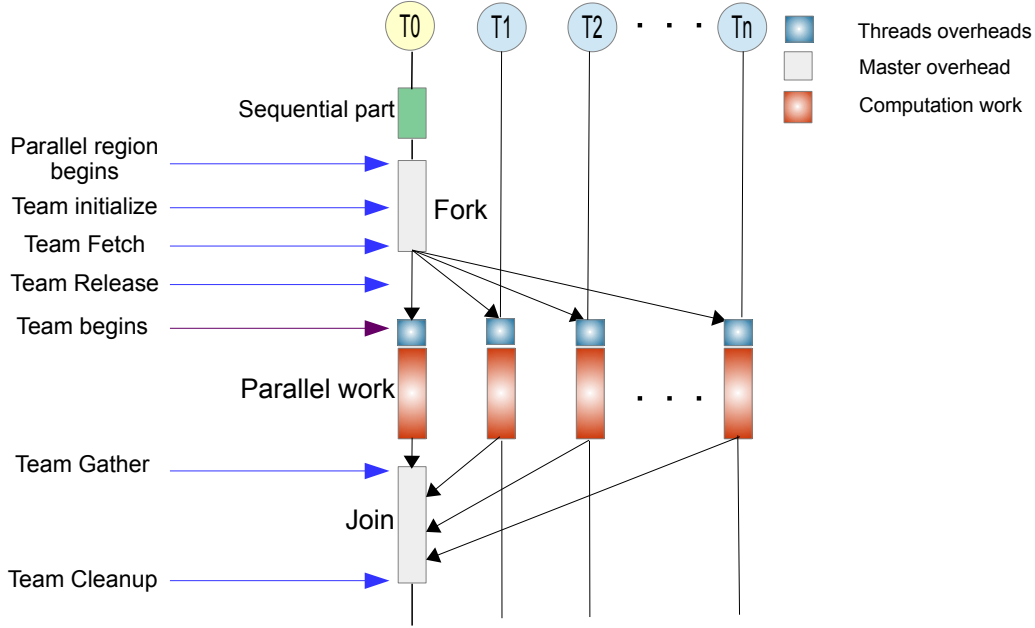 T0
T1
T2
. . .
Tn
Threads overheads
Master overhead
Computation work
Sequential part
Parallel region
begins
Team initialize
Fork
Team Fetch
Team Release
Team begins
Parallel work
. . .
Team Gather
Join
Team Cleanup